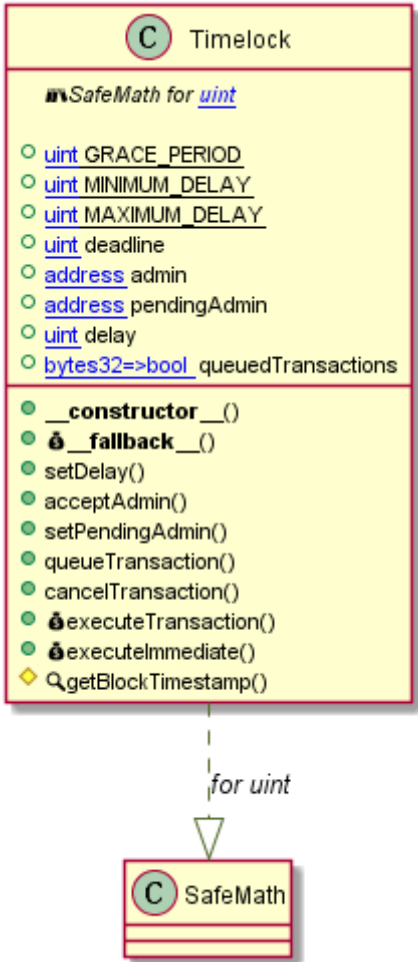 C Timelock
SafeMath for uint
uint GRACE_PERIOD
uint MINIMUM_DELAY
uint MAXIMUM_DELAY
uint deadline
address admin
address pendingAdmin
uint delay
bytes32=>bool queuedTransactions
__constructor__()
__fallback__()
setDelay()
acceptAdmin()
setPendingAdmin()
queueTransaction()
cancelTransaction()
executeTransaction()
executeImmediate()
getBlockTimestamp()
for uint
C SafeMath